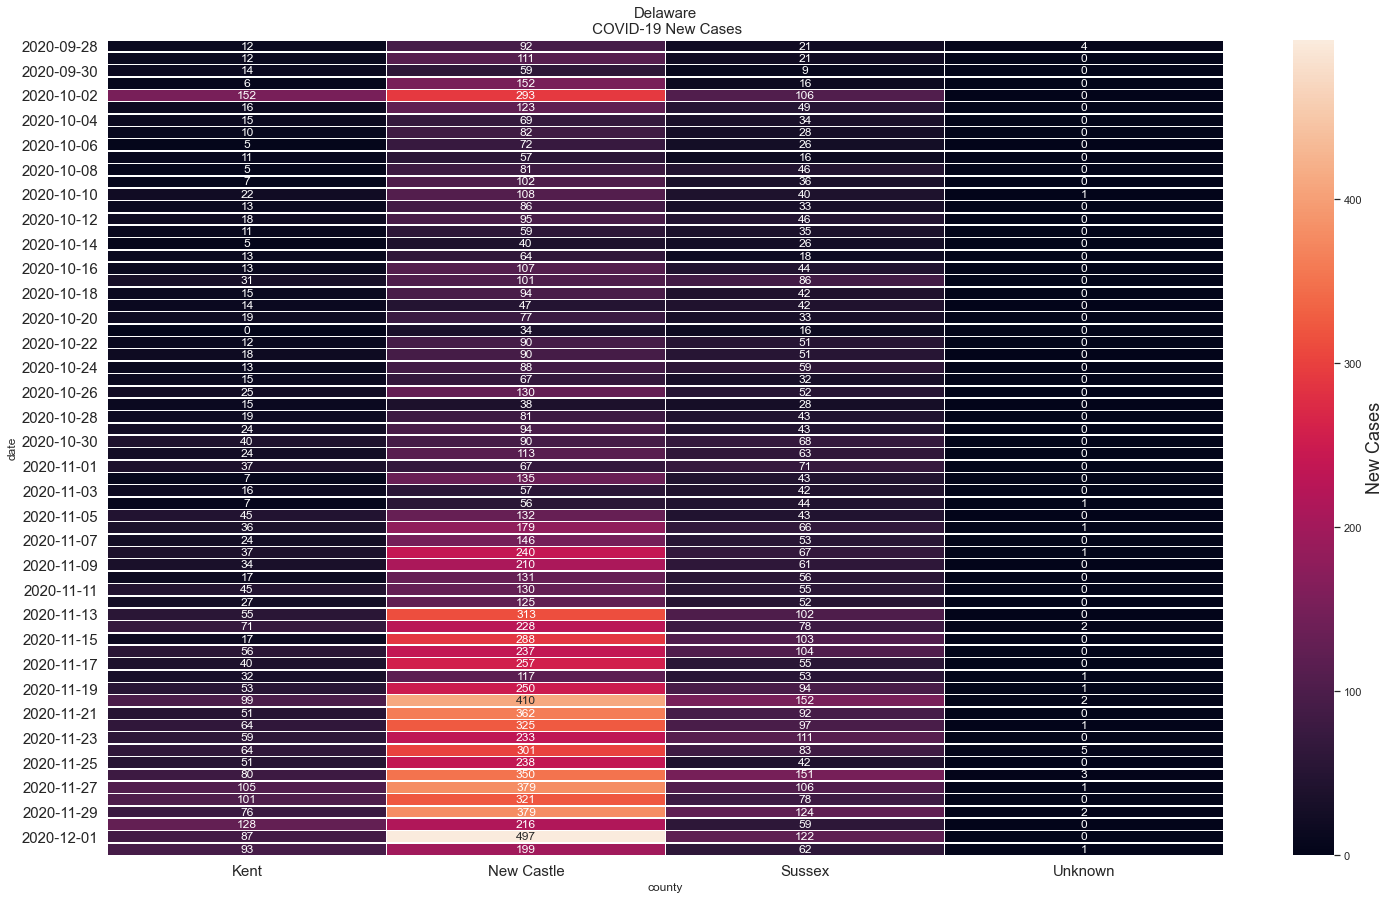 Delaware
COVID-19 New Cases
2020-09-28 12 92 21 4
12 111 21 0
2020-09-30 14 59 9 0
6 152 16 0
2020-10-02 152 293 106 0
16 123 49 0
2020-10-04 15 69 34 0
10 82 28 0
2020-10-06 5 72 26 0
11 57 16 0
2020-10-08 5 81 46 0
7 102 36 0
2020-10-10 22 108 40 1
13 86 33 0
2020-10-12 18 95 46 0
11 59 35 0
2020-10-14 5 40 26 0
13 64 18 0
2020-10-16 13 107 44 0
31 101 86 0
2020-10-18 15 94 42 0
14 47 42 0
2020-10-20 19 77 33 0
0 34 16 0
2020-10-22 12 90 51 0
18 90 51 0
2020-10-24 13 88 59 0
15 67 32 0
2020-10-26 25 130 52 0
15 38 28 0
2020-10-28 19 81 43 0
24 94 43 0
2020-10-30 40 90 68 0
24 113 63 0
2020-11-01 37 67 71 0
7 135 43 0
2020-11-03 16 57 42 0
7 56 44 1
2020-11-05 45 132 43 0
36 179 66 1
2020-11-07 24 146 53 0
37 240 67 1
2020-11-09 34 210 61 0
17 131 56 0
2020-11-11 45 130 55 0
27 125 52 0
2020-11-13 55 313 102 0
71 228 78 2
2020-11-15 17 288 103 0
56 237 104 0
2020-11-17 40 257 55 0
32 117 53 1
2020-11-19 53 250 94 1
99 410 152 2
2020-11-21 51 362 92 0
64 325 97 1
2020-11-23 59 233 111 0
64 301 83 5
2020-11-25 51 238 42 0
80 350 151 3
2020-11-27 105 379 106 1
101 321 78 0
2020-11-29 76 379 124 2
128 216 59 0
2020-12-01 87 497 122 0
93 199 62 1
Kent New Castle Sussex Unknown
county
date
400
300
200
100
0
New Cases